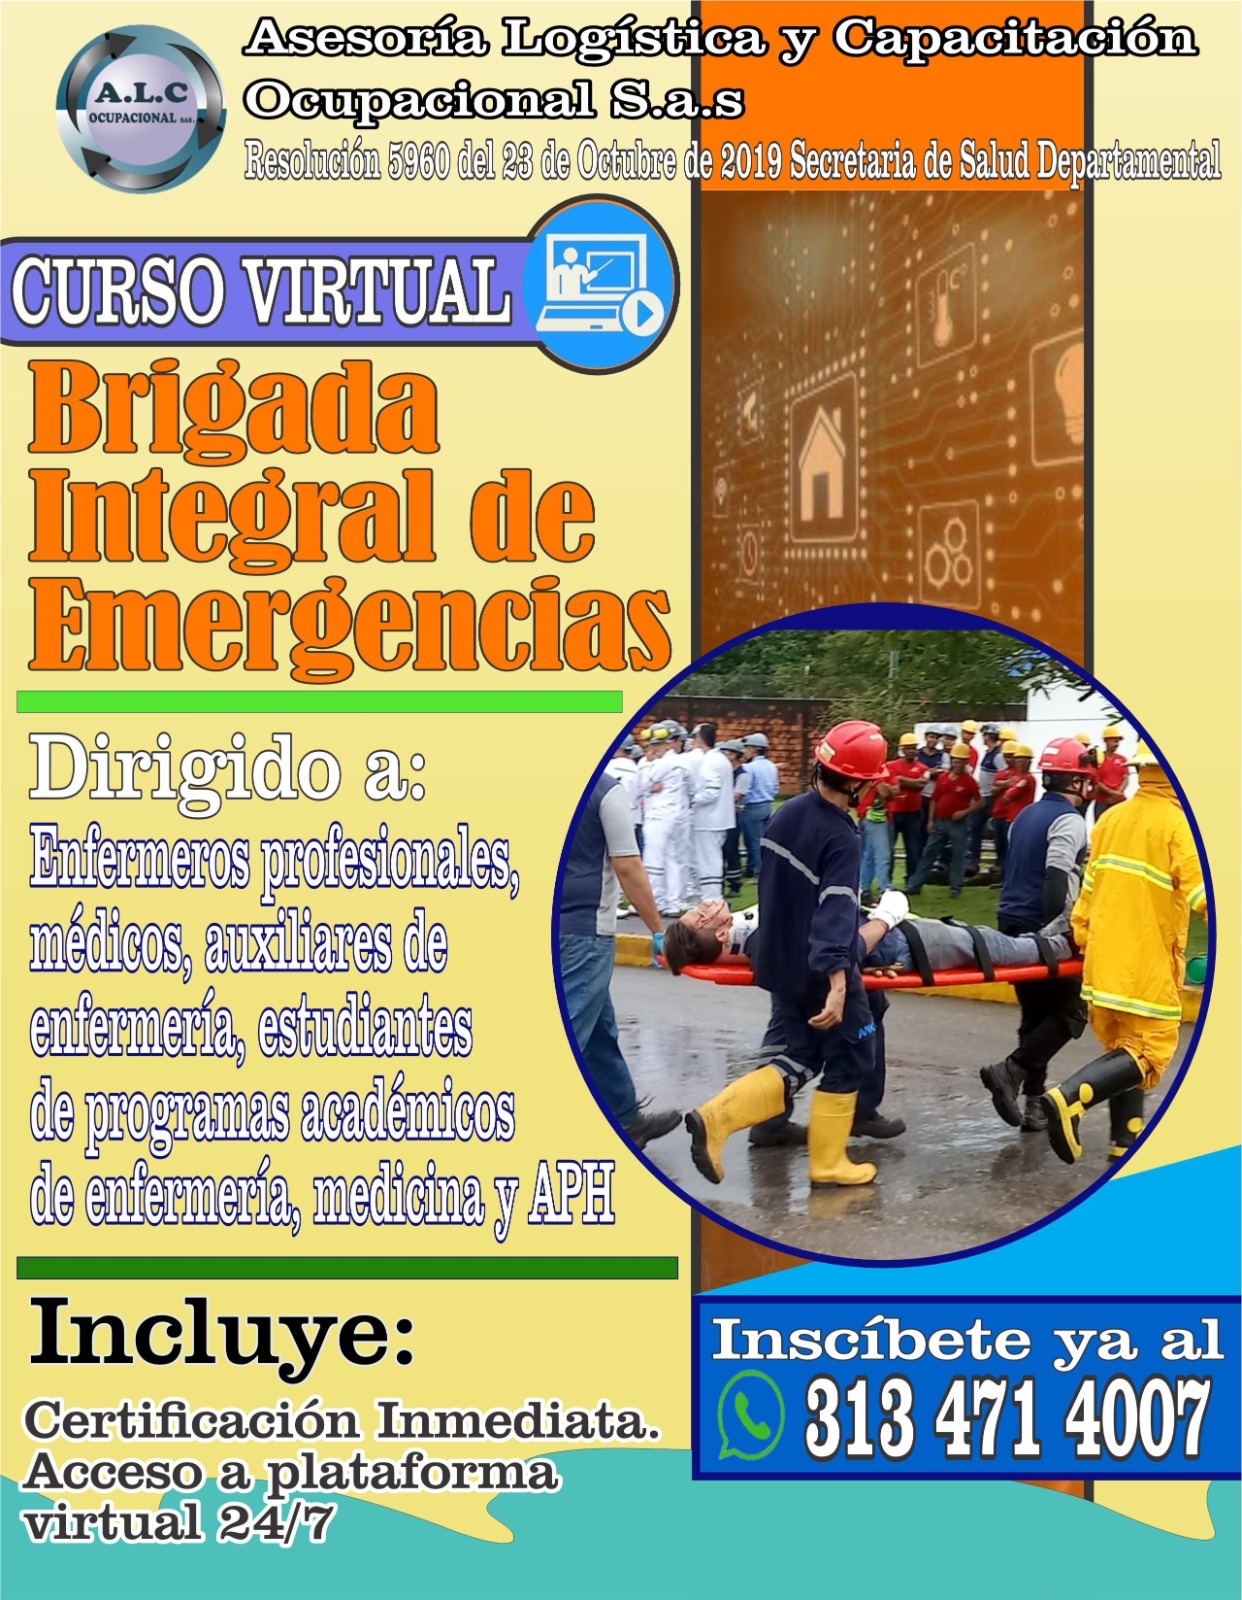 A.L.C
OCUPACIONAL SAS.
Asesoría Logística y Capacitación
Ocupacional S.a.s
Resolución 5960 del 23 de Octubre de 2019 Secretaria de Salud Departamental
CURSO VIRTUAL
Brigada
Integral de
Emergencias
Dirigido a:
Enfermeros profesionales,
médicos, auxiliares de
enfermería, estudiantes
de programas académicos
de enfermería, medicina y APH
Incluye:
Certificación Inmediata.
Acceso a plataforma
virtual 24/7
Inscíbete ya al
313 471 4007